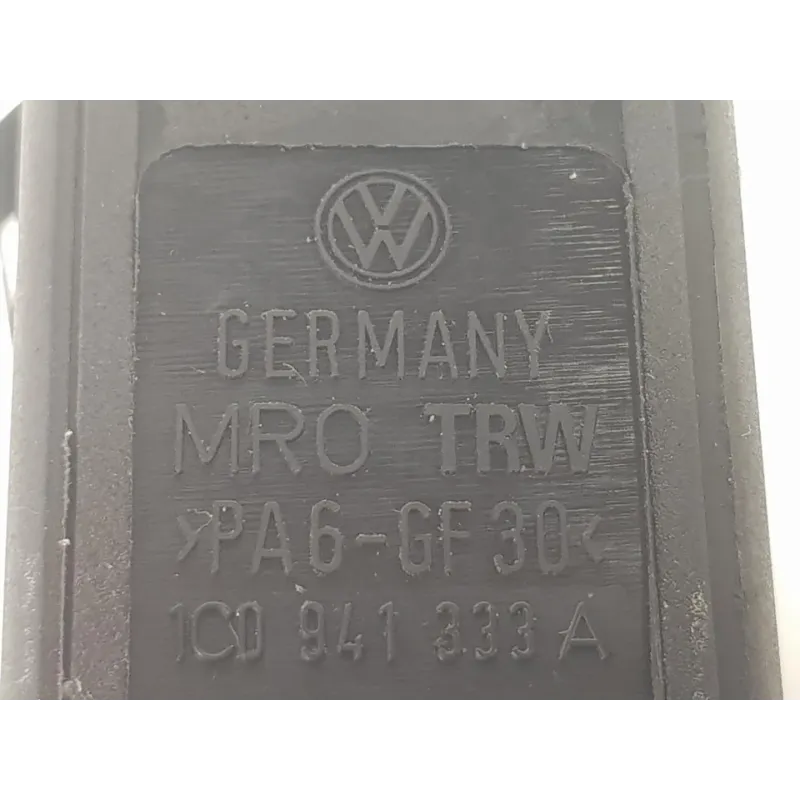 GERMANY
MRO TRW
>PA6-GF30<
1C0 941 333 A